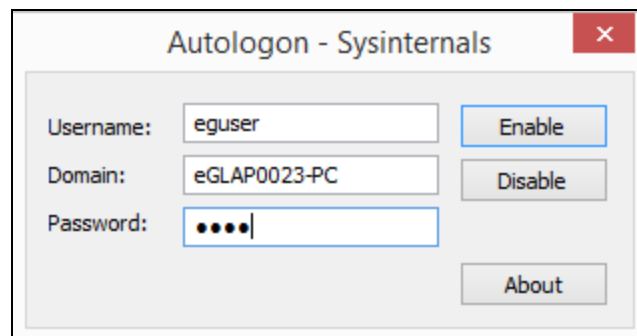 Autologon - Sysinternals
Username: eguser Enable
Domain: eGLAP0023-PC Disable
Password: ●●●●
About